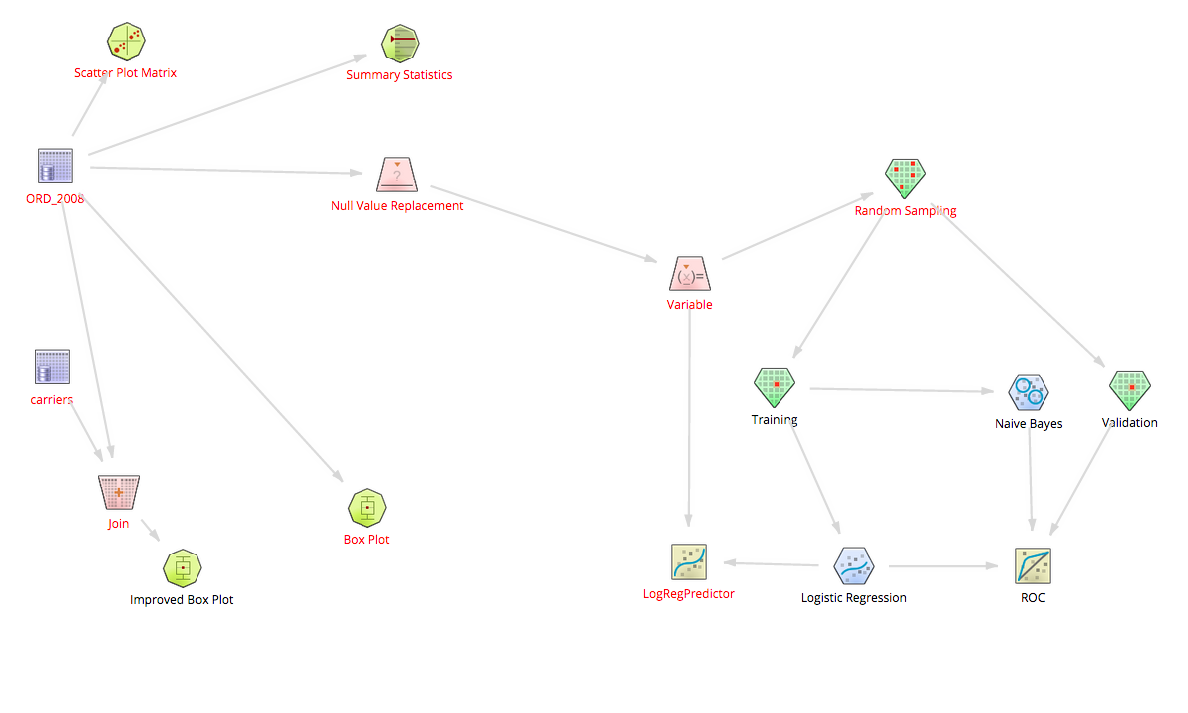 Scatter Plot Matrix
Summary Statistics
ORD_2008
?
Null Value Replacement
Random Sampling
(x)=
Variable
carriers
Training
Naive Bayes
Validation
+
Join
Box Plot
Improved Box Plot
LogRegPredictor
Logistic Regression
ROC